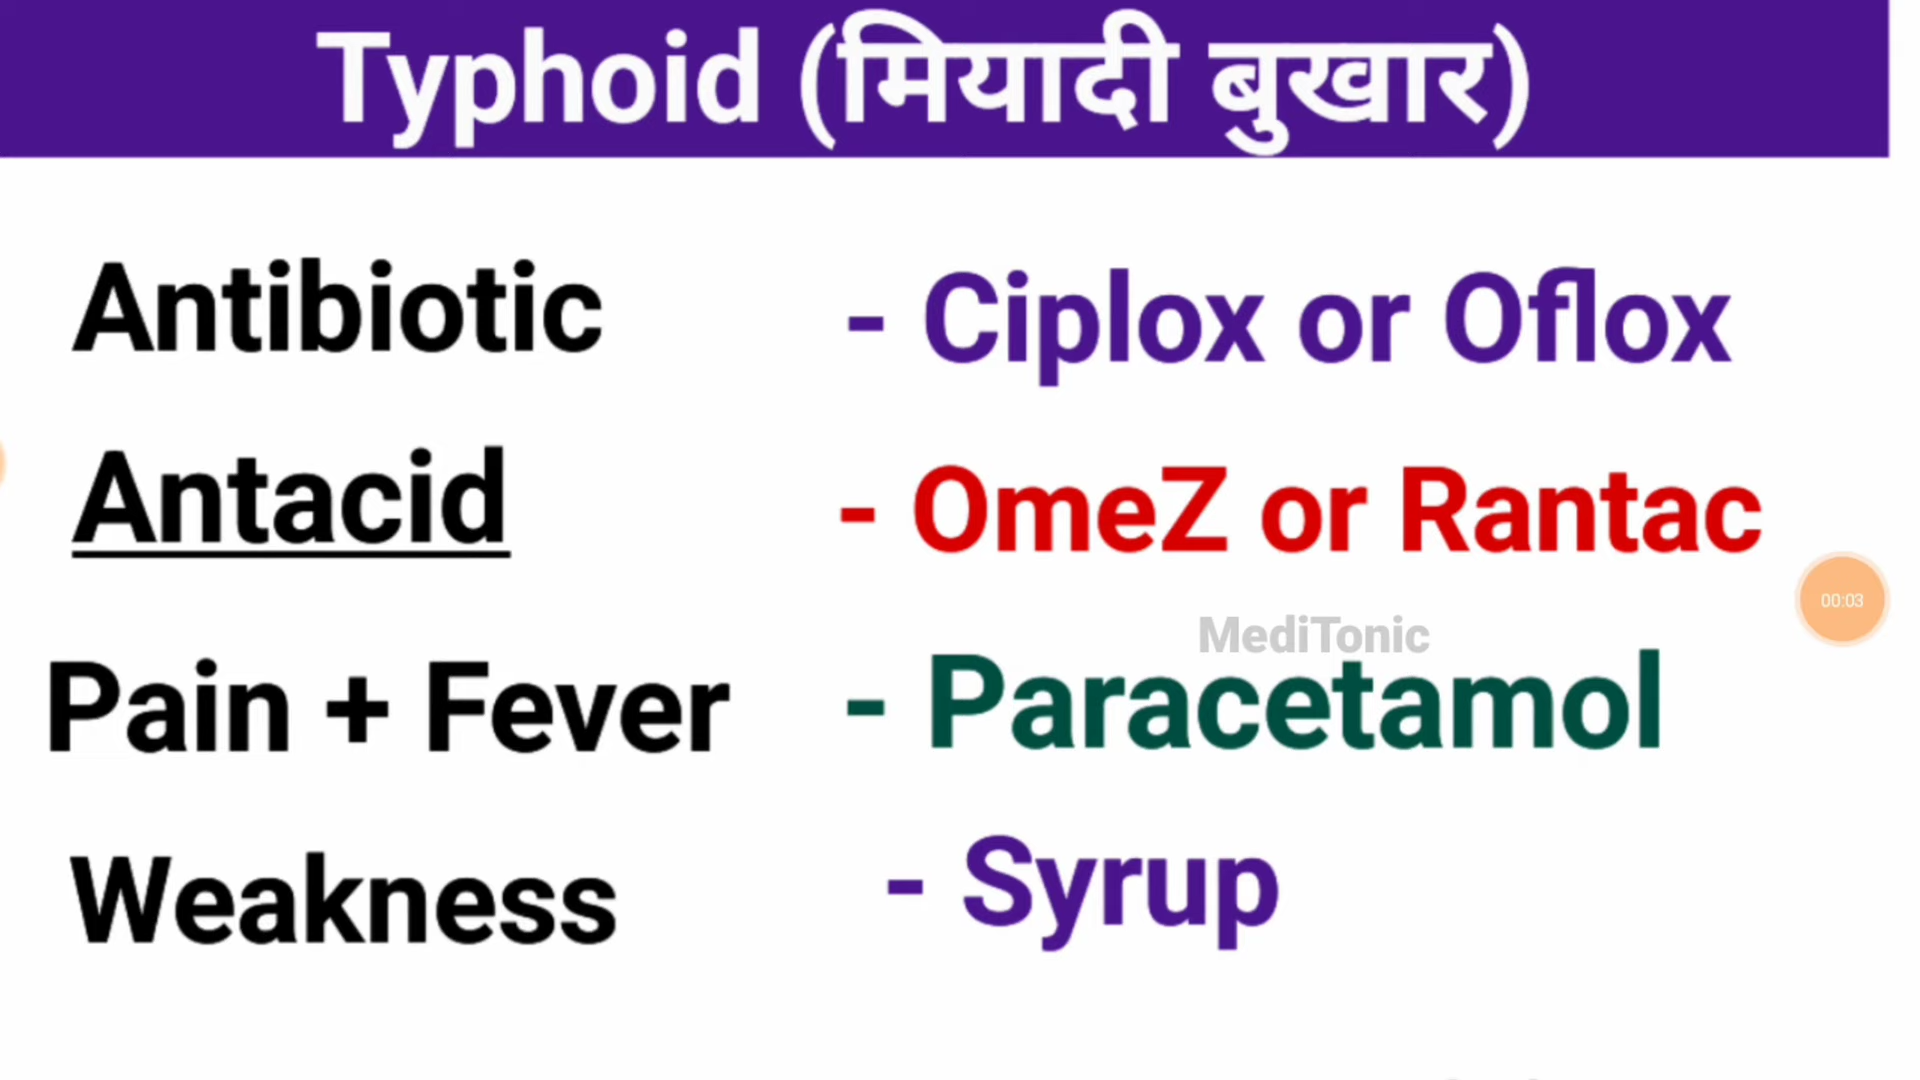 Typhoid (मियादी बुखार)
Antibiotic - Ciplox or Oflox
Antacid - OmeZ or Rantac
00:03
MediTonic
Pain + Fever - Paracetamol
Weakness - Syrup